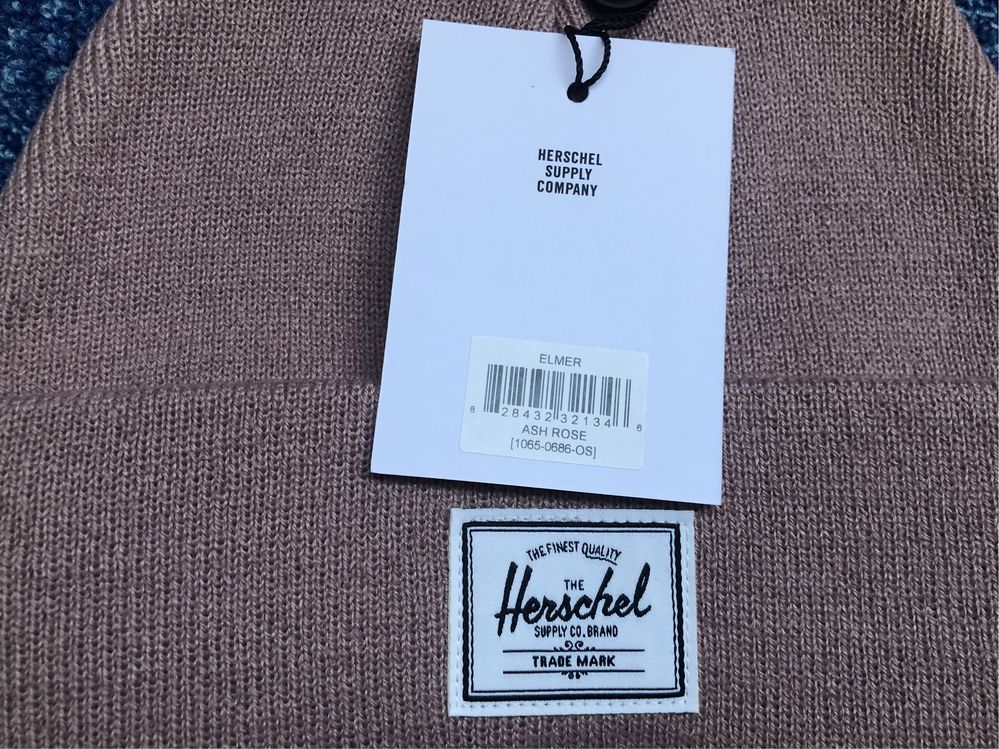 HERSCHEL
SUPPLY
COMPANY
ELMER
8 28432 32134 6
ASH ROSE
[1065-0686-OS]
THE FINEST QUALITY
THE
Herschel
SUPPLY CO. BRAND
TRADE MARK